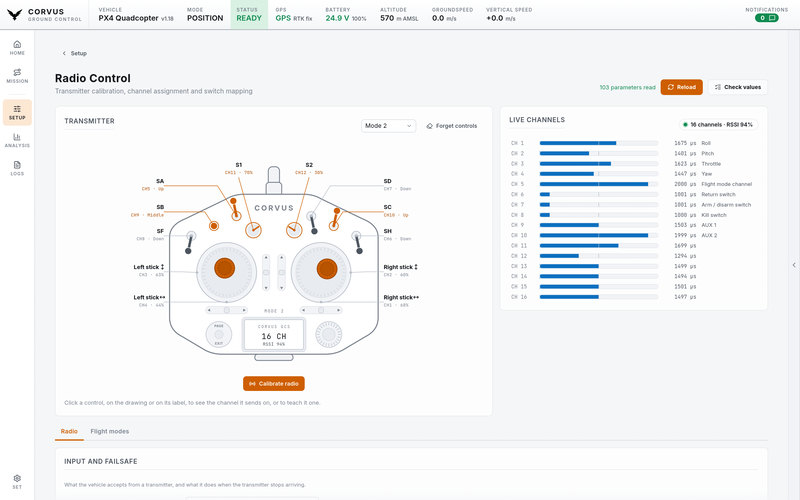 CORVUS
GROUND CONTROL
VEHICLE
PX4 Quadcopter v1.18
MODE
POSITION
STATUS
READY
GPS
GPS RTK fix
BATTERY
24.9 V 100%
ALTITUDE
570 m AMSL
GROUNDSPEED
0.0 m/s
VERTICAL SPEED
+0.0 m/s
NOTIFICATIONS
0
HOME
MISSION
SETUP
ANALYSIS
LOGS
SET
Setup
Radio Control
Transmitter calibration, channel assignment and switch mapping
103 parameters read
Reload
Check values
TRANSMITTER
Mode 2
Forget controls
S1
CH11 · 70%
S2
CH12 · 30%
SA
CH5 · Up
SB
CH9 · Middle
SF
CH8 · Down
Left stick
CH3 · 63%
Left stick
CH4 · 44%
SD
CH7 · Down
SC
CH10 · Up
SH
CH6 · Down
Right stick
CH2 · 40%
Right stick
CH1 · 68%
CORVUS
MODE 2
PAGE
EXIT
CORVUS GCS
16 CH
RSSI 94%
Calibrate radio
Click a control, on the drawing or on its label, to see the channel it sends on, or to teach it one.
LIVE CHANNELS
16 channels · RSSI 94%
CH 1 1675 µs Roll
CH 2 1401 µs Pitch
CH 3 1623 µs Throttle
CH 4 1447 µs Yaw
CH 5 2000 µs Flight mode channel
CH 6 1001 µs Return switch
CH 7 1001 µs Arm / disarm switch
CH 8 1000 µs Kill switch
CH 9 1503 µs AUX 1
CH 10 1999 µs AUX 2
CH 11 1699 µs
CH 12 1294 µs
CH 13 1499 µs
CH 14 1496 µs
CH 15 1501 µs
CH 16 1497 µs
Radio
Flight modes
INPUT AND FAILSAFE
What the vehicle accepts from a transmitter, and what it does when the transmitter stops arriving.